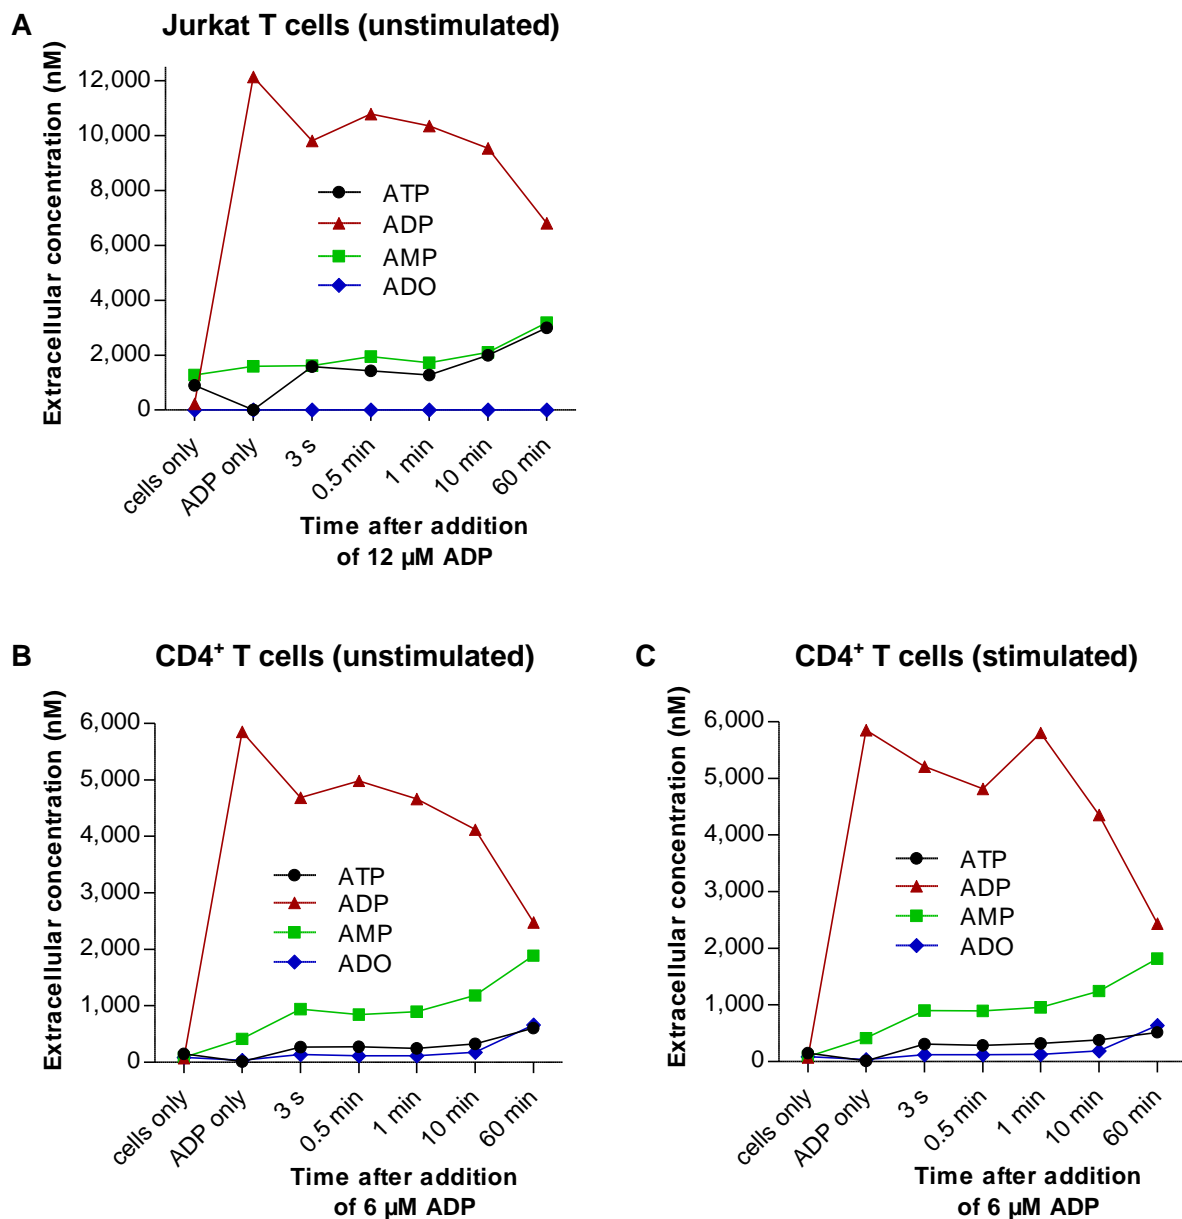 A
Jurkat T cells (unstimulated)
Extracellular concentration (nM)
12,000
10,000
8,000
6,000
4,000
2,000
0
ATP
ADP
AMP
ADO
cells only
ADP only
3 s
0.5 min
1 min
10 min
60 min
Time after addition
of 12 µM ADP
B
CD4⁺ T cells (unstimulated)
Extracellular concentration (nM)
6,000
5,000
4,000
3,000
2,000
1,000
0
ATP
ADP
AMP
ADO
cells only
ADP only
3 s
0.5 min
1 min
10 min
60 min
Time after addition
of 6 µM ADP
C
CD4⁺ T cells (stimulated)
Extracellular concentration (nM)
6,000
5,000
4,000
3,000
2,000
1,000
0
ATP
ADP
AMP
ADO
cells only
ADP only
3 s
0.5 min
1 min
10 min
60 min
Time after addition
of 6 µM ADP